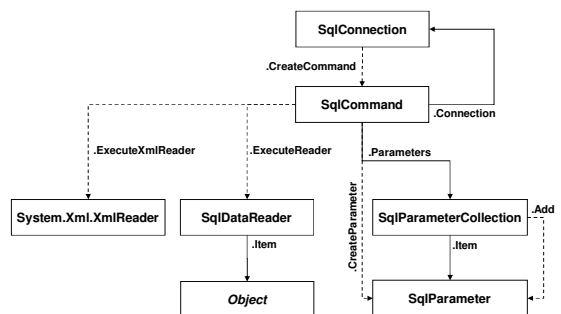 SqlConnection
.CreateCommand
SqlCommand
.Connection
.ExecuteXmlReader
.ExecuteReader
.Parameters
System.Xml.XmlReader
SqlDataReader
SqlParameterCollection
.Add
.Item
.CreateParameter
.Item
Object
SqlParameter